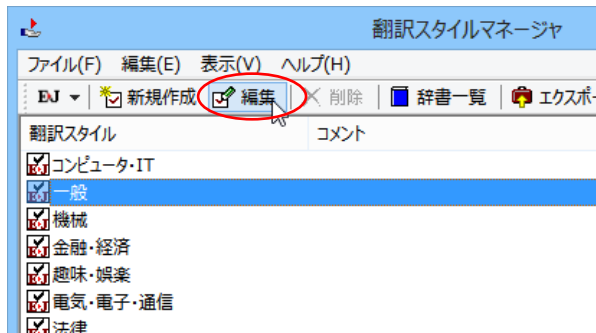 翻訳スタイルマネージャ
ファイル(F) 編集(E) 表示(V) ヘルプ(H)
EJ 新規作成 編集 削除 辞書一覧 エクスポー
翻訳スタイル コメント
コンピュータ・IT
一般
機械
金融・経済
趣味・娯楽
電気・電子・通信
法律